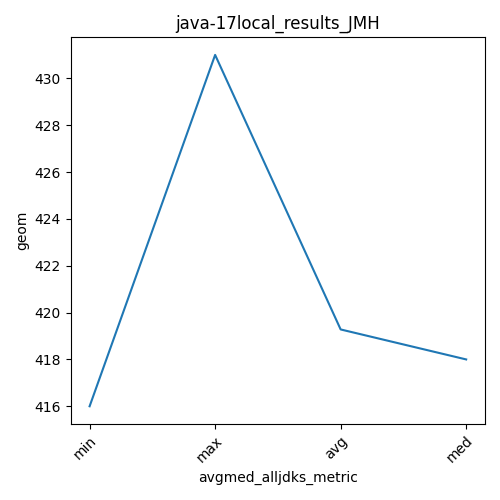 java-17local_results_JMH
geom
430
428
426
424
422
420
418
416
min
max
avg
med
avgmed_alljdks_metric